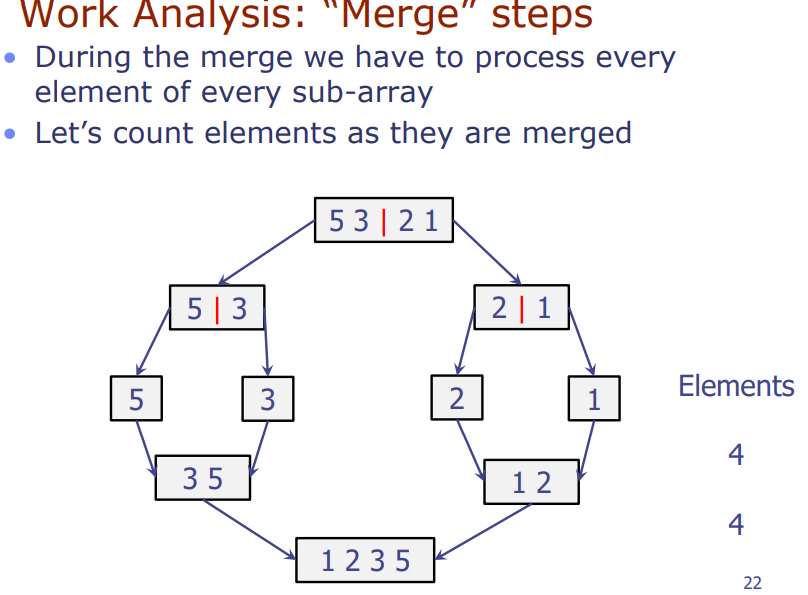 Work Analysis: “Merge” steps
• During the merge we have to process every
element of every sub-array
• Let’s count elements as they are merged
5 3 | 2 1
5 | 3
2 | 1
5
3
2
1
Elements
3 5
1 2
4
1 2 3 5
4
22